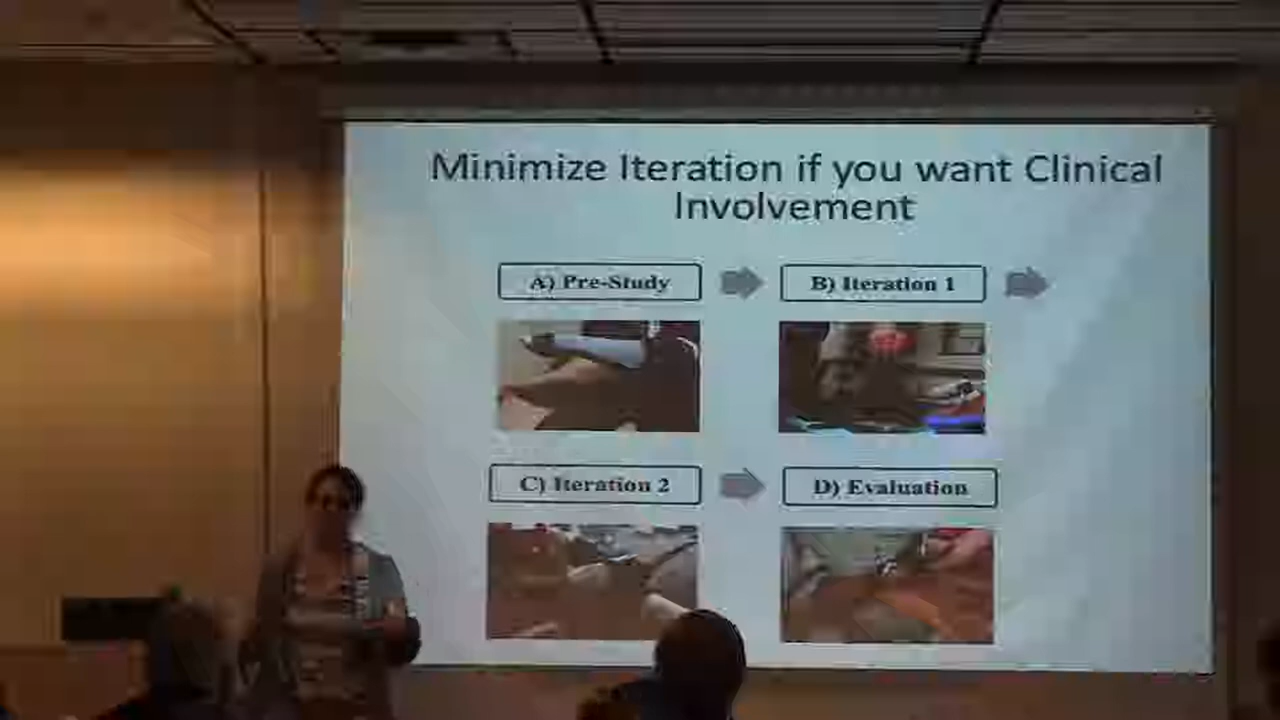 Minimize Iteration if you want Clinical
Involvement
A) Pre-Study
B) Iteration 1
C) Iteration 2
D) Evaluation